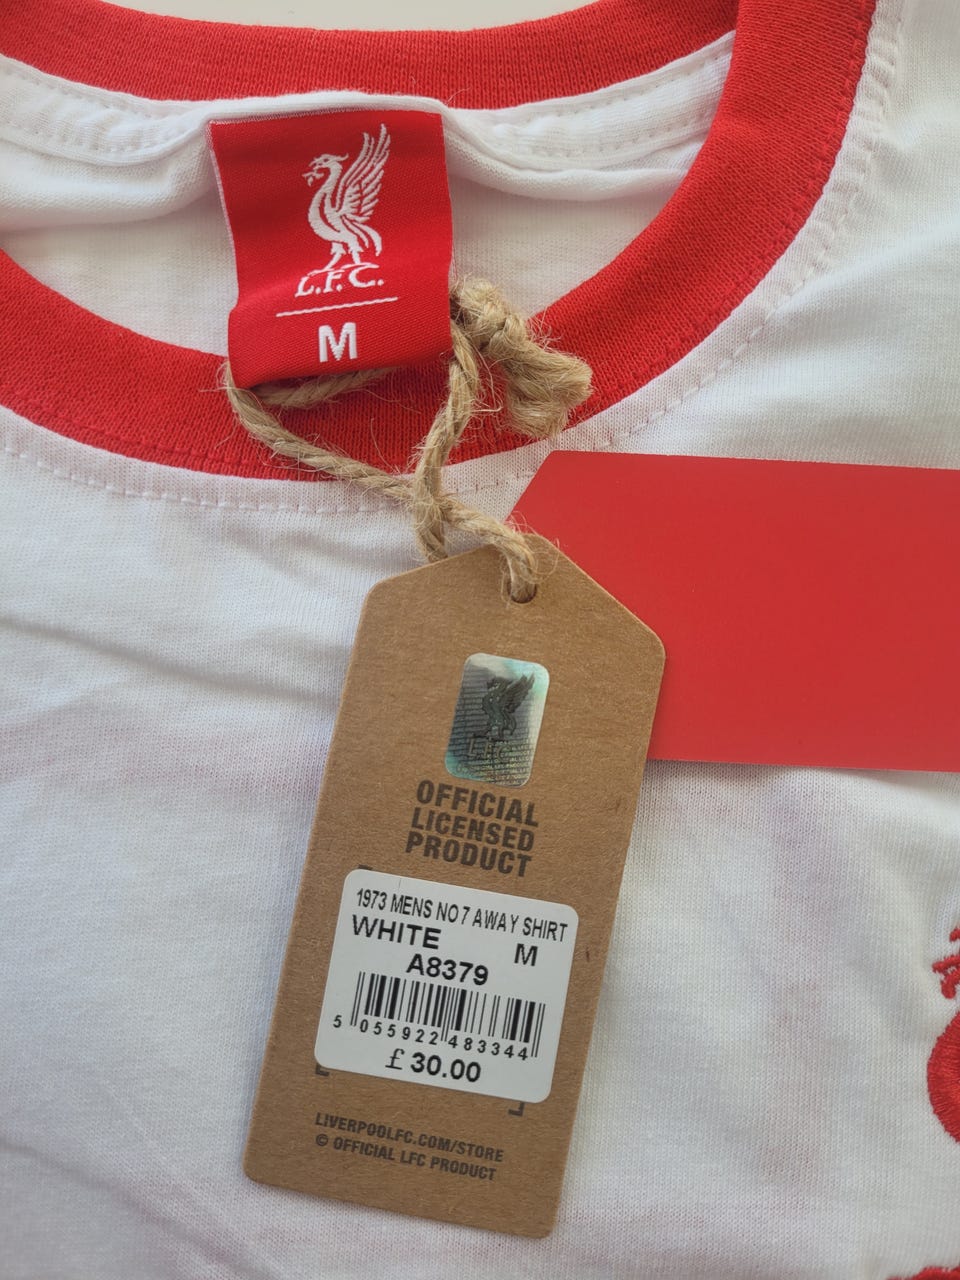 L.F.C.
M
OFFICIAL
LICENSED
PRODUCT
1973 MENS NO 7 AWAY SHIRT
WHITE M
A8379
5 055922 483344
£30.00
LIVERPOOLFC.COM/STORE
© OFFICIAL LFC PRODUCT